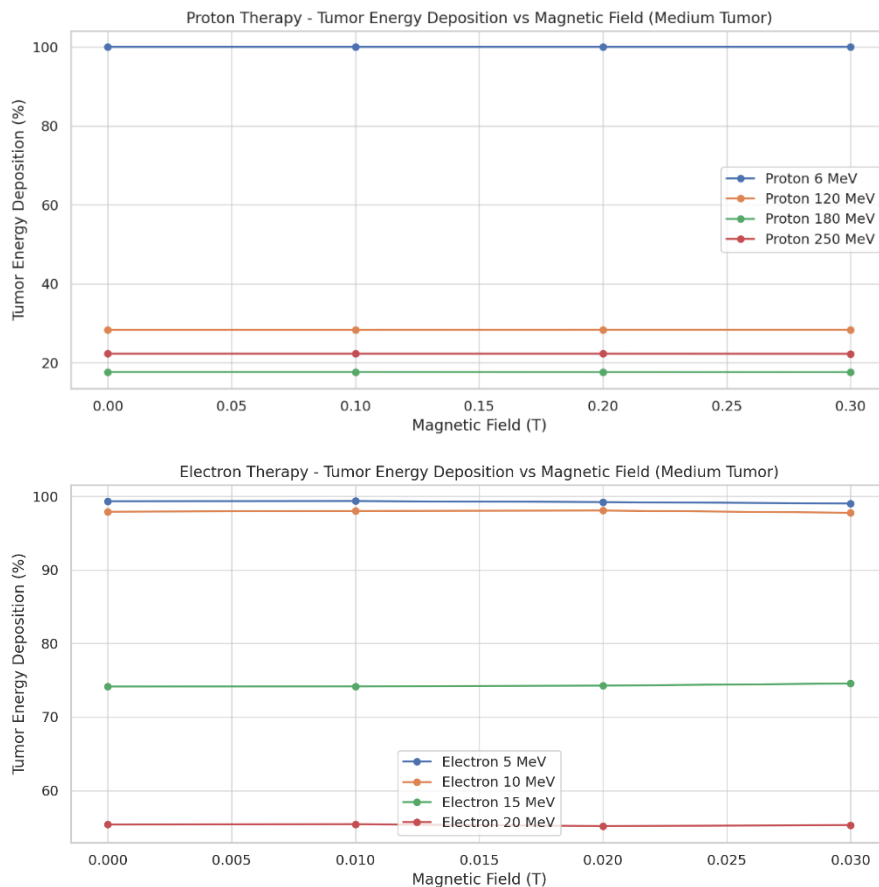 Proton Therapy - Tumor Energy Deposition vs Magnetic Field (Medium Tumor)
100
80
60
40
20
Tumor Energy Deposition (%)
Proton 6 MeV
Proton 120 MeV
Proton 180 MeV
Proton 250 MeV
0.00 0.05 0.10 0.15 0.20 0.25 0.30
Magnetic Field (T)
Electron Therapy - Tumor Energy Deposition vs Magnetic Field (Medium Tumor)
100
90
80
70
60
Tumor Energy Deposition (%)
Electron 5 MeV
Electron 10 MeV
Electron 15 MeV
Electron 20 MeV
0.000 0.005 0.010 0.015 0.020 0.025 0.030
Magnetic Field (T)